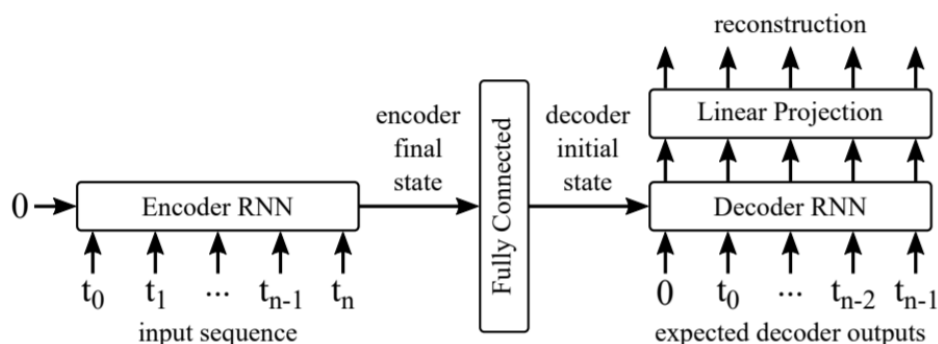 reconstruction
Linear Projection
encoder
final
state
decoder
initial
state
Fully Connected
0
Encoder RNN
Decoder RNN
t₀ t₁ ... tₙ₋₁ tₙ
0 t₀ ... tₙ₋₂ tₙ₋₁
input sequence
expected decoder outputs